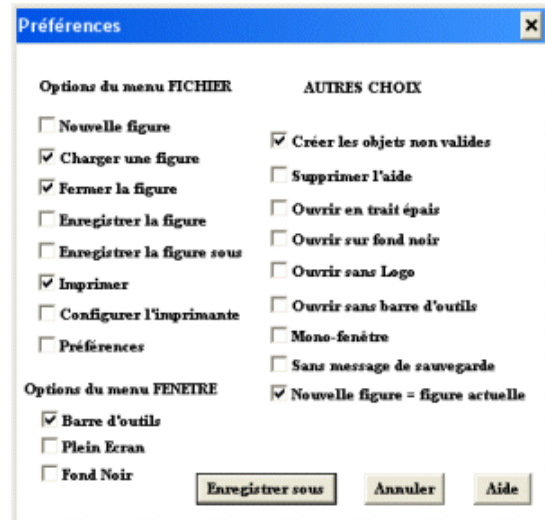 Préférences
Options du menu FICHIER
Nouvelle figure
Charger une figure
Fermer la figure
Enregistrer la figure
Enregistrer la figure sous
Imprimer
Configurer l'imprimante
Préférences
Options du menu FENETRE
Barre d'outils
Plein Ecran
Fond Noir
AUTRES CHOIX
Créer les objets non valides
Supprimer l'aide
Ouvrir en trait épais
Ouvrir sur fond noir
Ouvrir sans Logo
Ouvrir sans barre d'outils
Mono-fenêtre
Sans message de sauvegarde
Nouvelle figure = figure actuelle
Enregistrer sous
Annuler
Aide